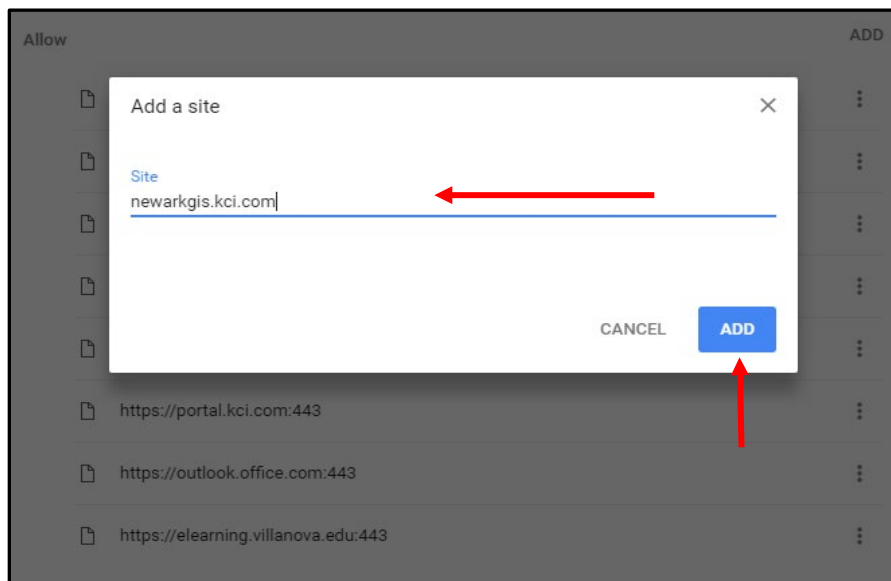 Allow
ADD
Add a site
Site
newarkgis.kci.com
CANCEL
ADD
https://portal.kci.com:443
https://outlook.office.com:443
https://elearning.villanova.edu:443